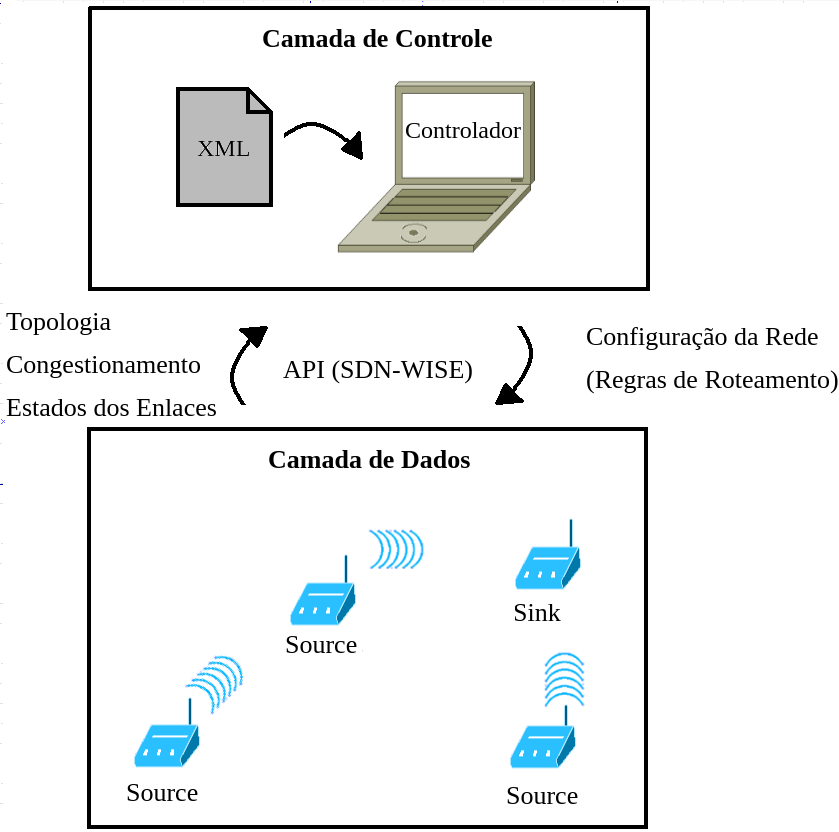 Camada de Controle
XML
Controlador
Topologia
Congestionamento
Estados dos Enlaces
API (SDN-WISE)
Configuração da Rede
(Regras de Roteamento)
Camada de Dados
Source
Sink
Source
Source